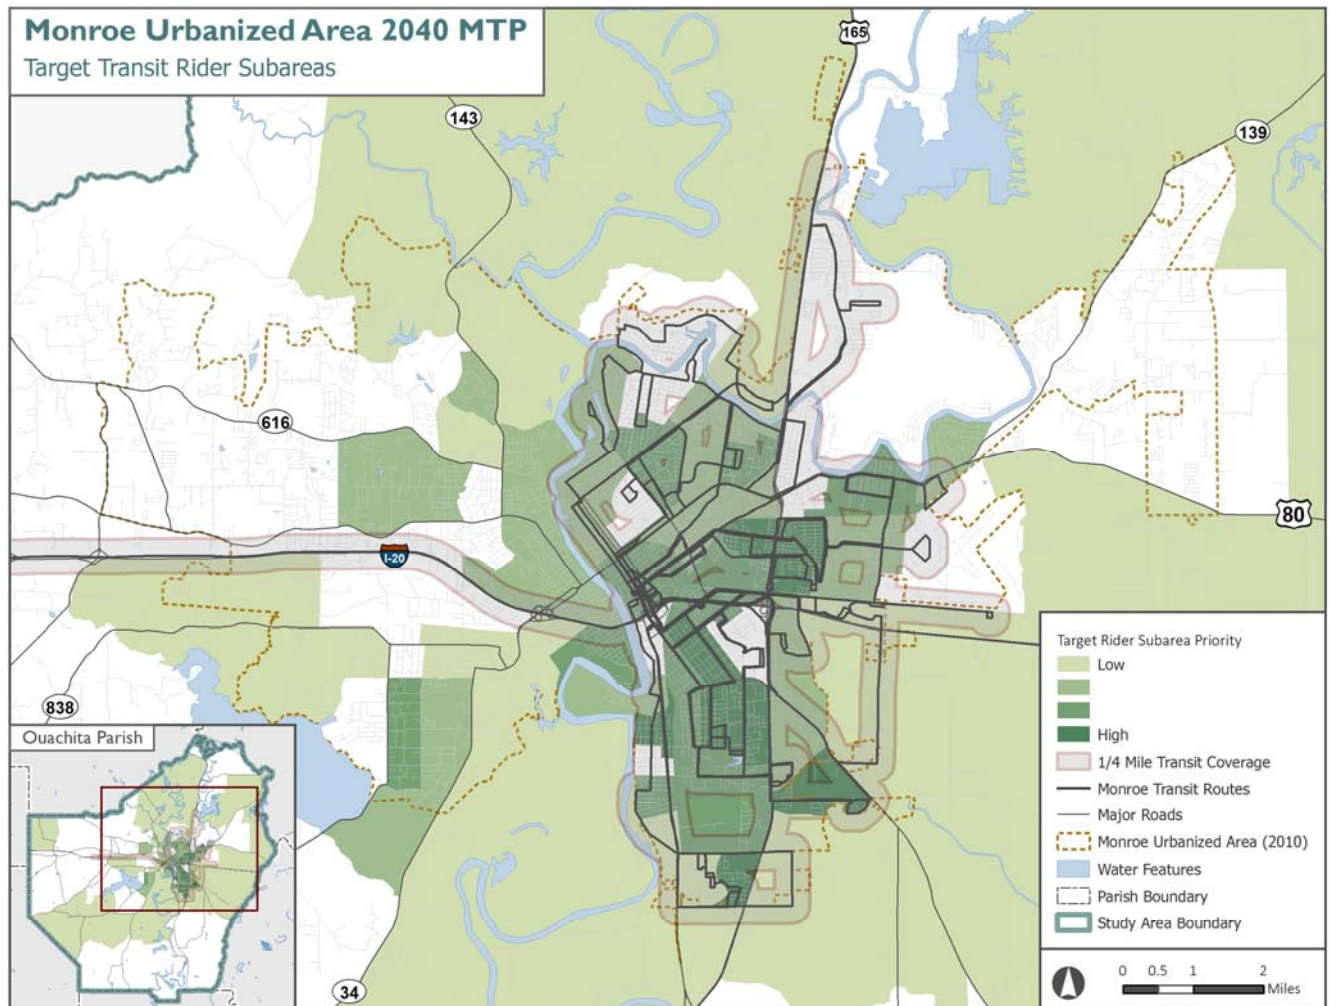 Monroe Urbanized Area 2040 MTP
Target Transit Rider Subareas
165
143
139
616
80
I-20
838
34
Ouachita Parish
Target Rider Subarea Priority
Low
High
1/4 Mile Transit Coverage
Monroe Transit Routes
Major Roads
Monroe Urbanized Area (2010)
Water Features
Parish Boundary
Study Area Boundary
0 0.5 1 2
Miles